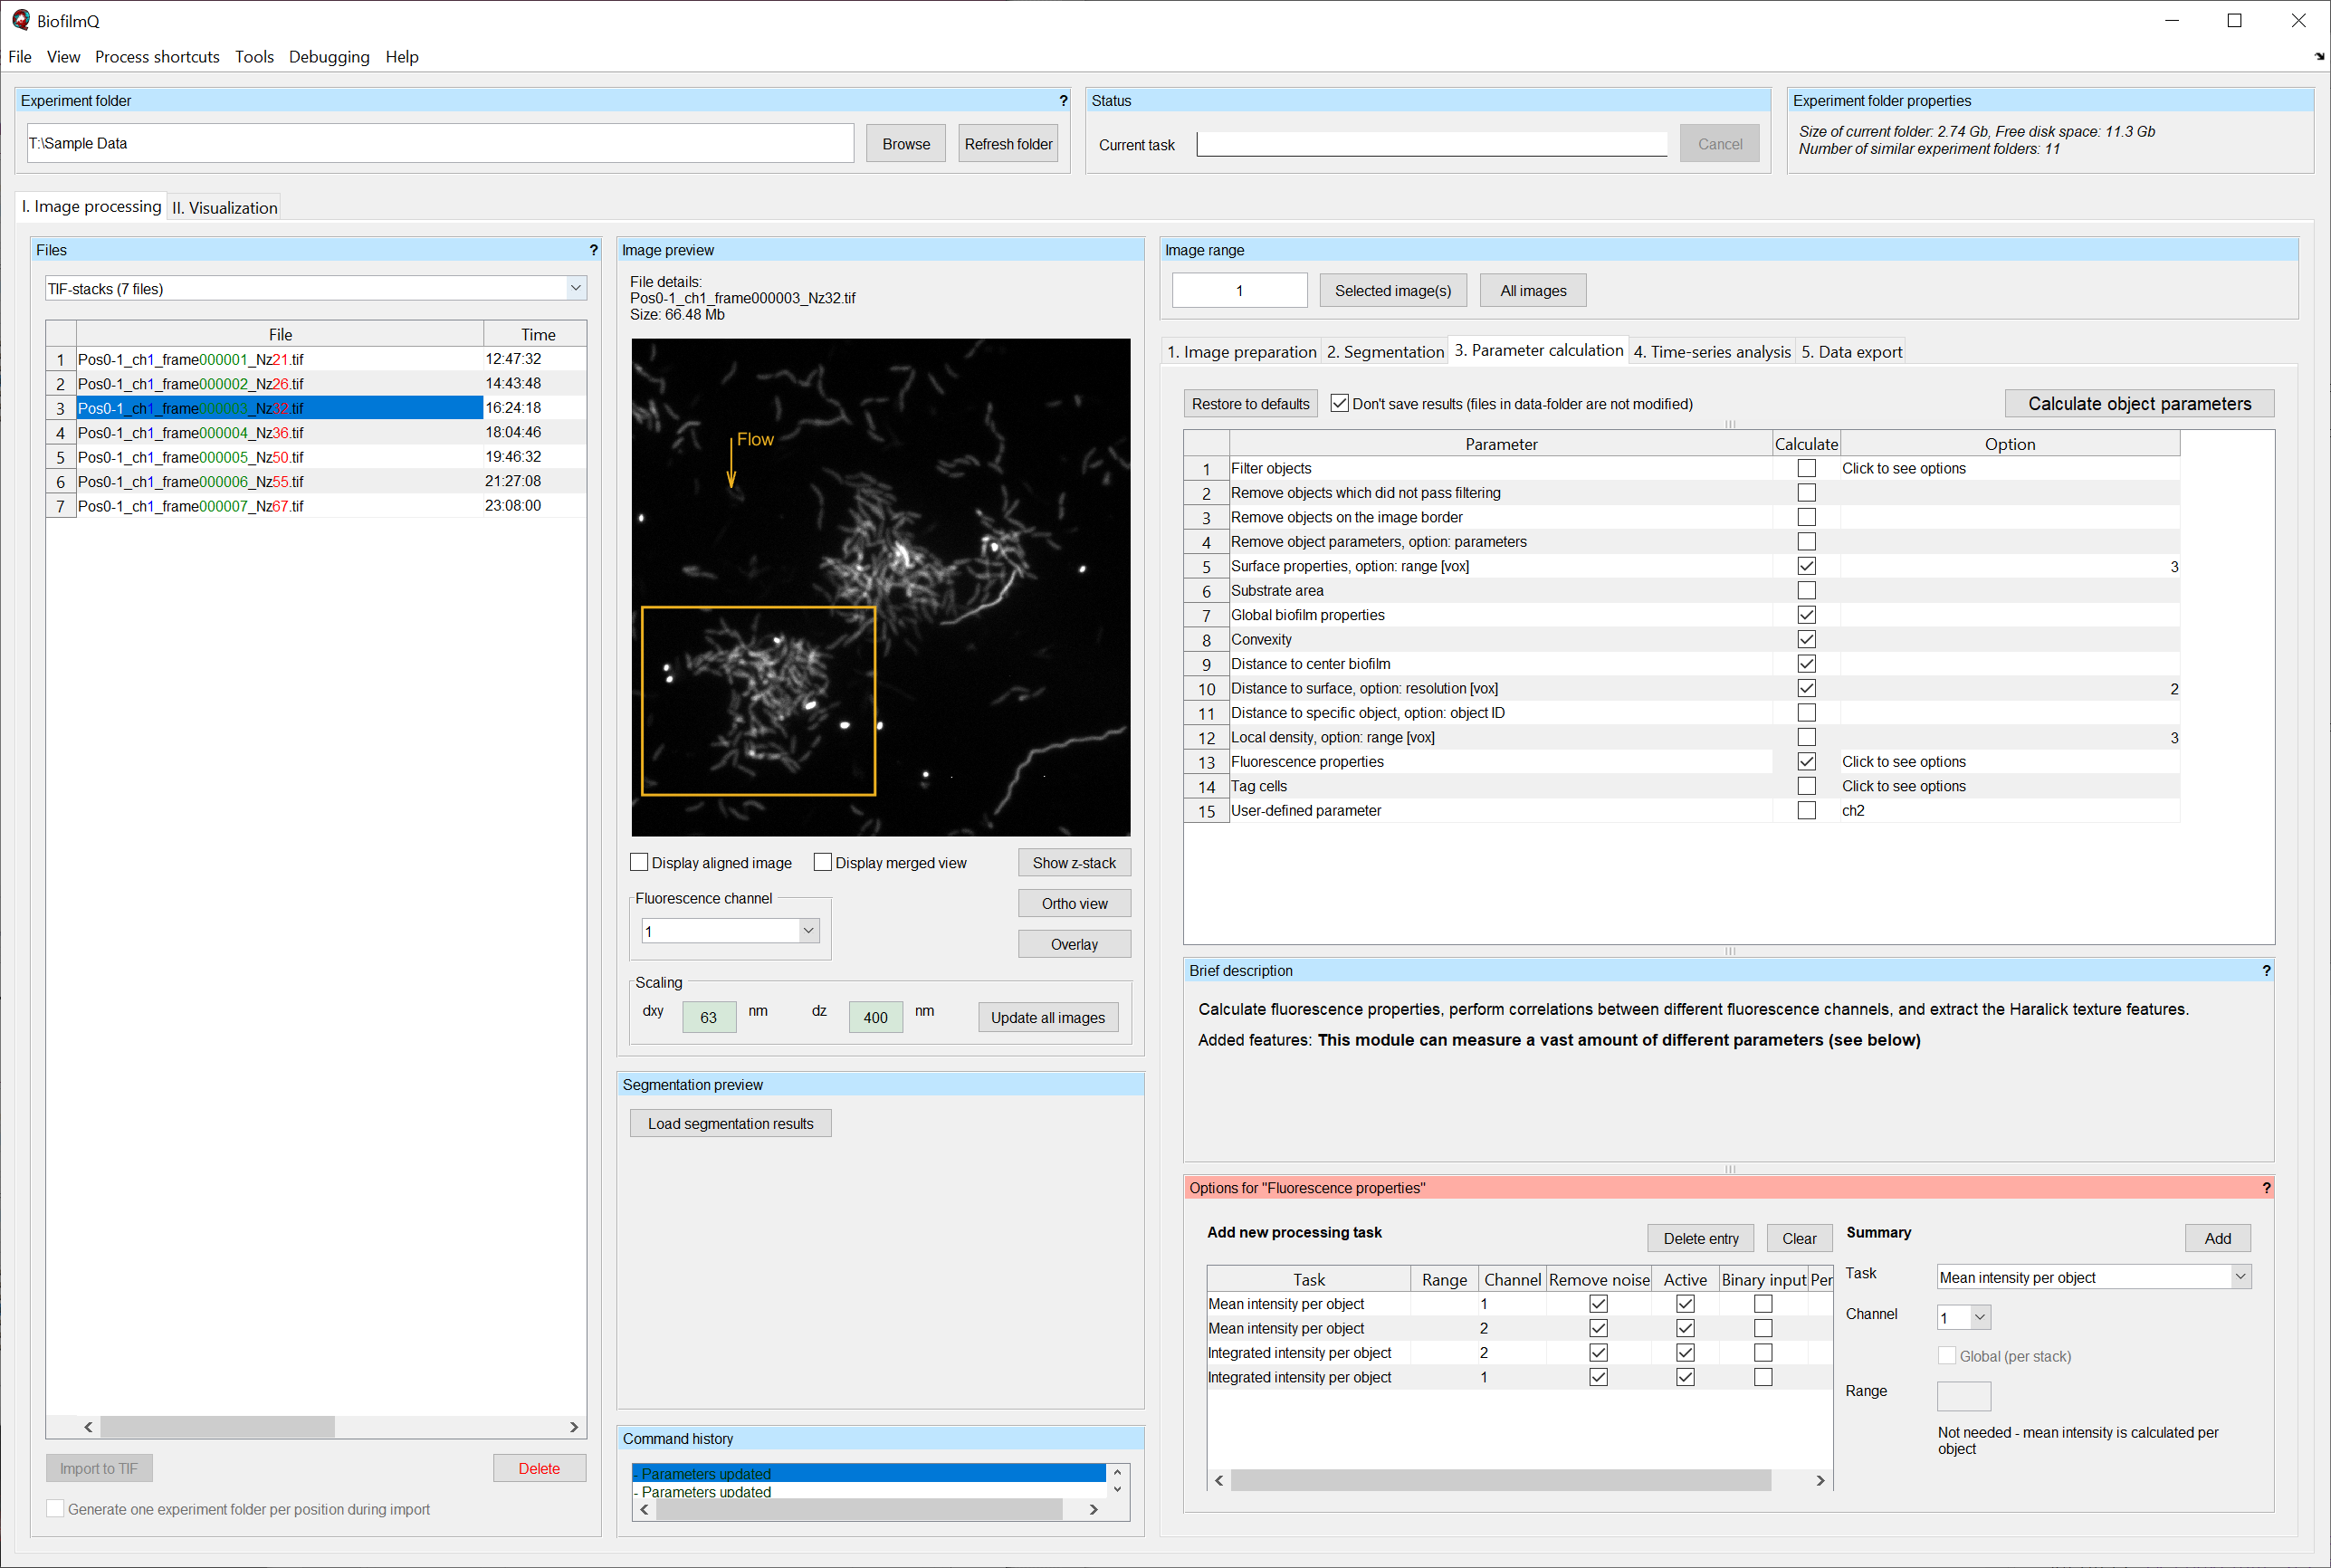 BiofilmQ
File View Process shortcuts Tools Debugging Help
Experiment folder ?
T:\Sample Data
Browse
Refresh folder
Status
Current task
Cancel
Experiment folder properties
Size of current folder: 2.74 Gb, Free disk space: 11.3 Gb
Number of similar experiment folders: 11
I. Image processing
II. Visualization
Files ?
TIF-stacks (7 files)
File Time
1 Pos0-1_ch1_frame000001_Nz21.tif 12:47:32
2 Pos0-1_ch1_frame000002_Nz26.tif 14:43:48
3 Pos0-1_ch1_frame000003_Nz32.tif 16:24:18
4 Pos0-1_ch1_frame000004_Nz36.tif 18:04:46
5 Pos0-1_ch1_frame000005_Nz50.tif 19:46:32
6 Pos0-1_ch1_frame000006_Nz55.tif 21:27:08
7 Pos0-1_ch1_frame000007_Nz67.tif 23:08:00
Import to TIF
Delete
Generate one experiment folder per position during import
Image preview
File details:
Pos0-1_ch1_frame000003_Nz32.tif
Size: 66.48 Mb
Flow
Display aligned image
Display merged view
Show z-stack
Fluorescence channel
1
Ortho view
Overlay
Scaling
dxy 63 nm dz 400 nm
Update all images
Segmentation preview
Load segmentation results
Command history
- Parameters updated
- Parameters updated
Image range
1
Selected image(s)
All images
1. Image preparation
2. Segmentation
3. Parameter calculation
4. Time-series analysis
5. Data export
Restore to defaults
Don't save results (files in data-folder are not modified)
Calculate object parameters
Parameter Calculate Option
1 Filter objects Click to see options
2 Remove objects which did not pass filtering
3 Remove objects on the image border
4 Remove object parameters, option: parameters
5 Surface properties, option: range [vox] 3
6 Substrate area
7 Global biofilm properties
8 Convexity
9 Distance to center biofilm
10 Distance to surface, option: resolution [vox] 2
11 Distance to specific object, option: object ID
12 Local density, option: range [vox] 3
13 Fluorescence properties Click to see options
14 Tag cells Click to see options
15 User-defined parameter ch2
Brief description ?
Calculate fluorescence properties, perform correlations between different fluorescence channels, and extract the Haralick texture features.
Added features: This module can measure a vast amount of different parameters (see below)
Options for "Fluorescence properties" ?
Add new processing task
Delete entry
Clear
Task Range Channel Remove noise Active Binary input Per
Mean intensity per object 1
Mean intensity per object 2
Integrated intensity per object 2
Integrated intensity per object 1
Summary
Add
Task Mean intensity per object
Channel 1
Global (per stack)
Range
Not needed - mean intensity is calculated per
object